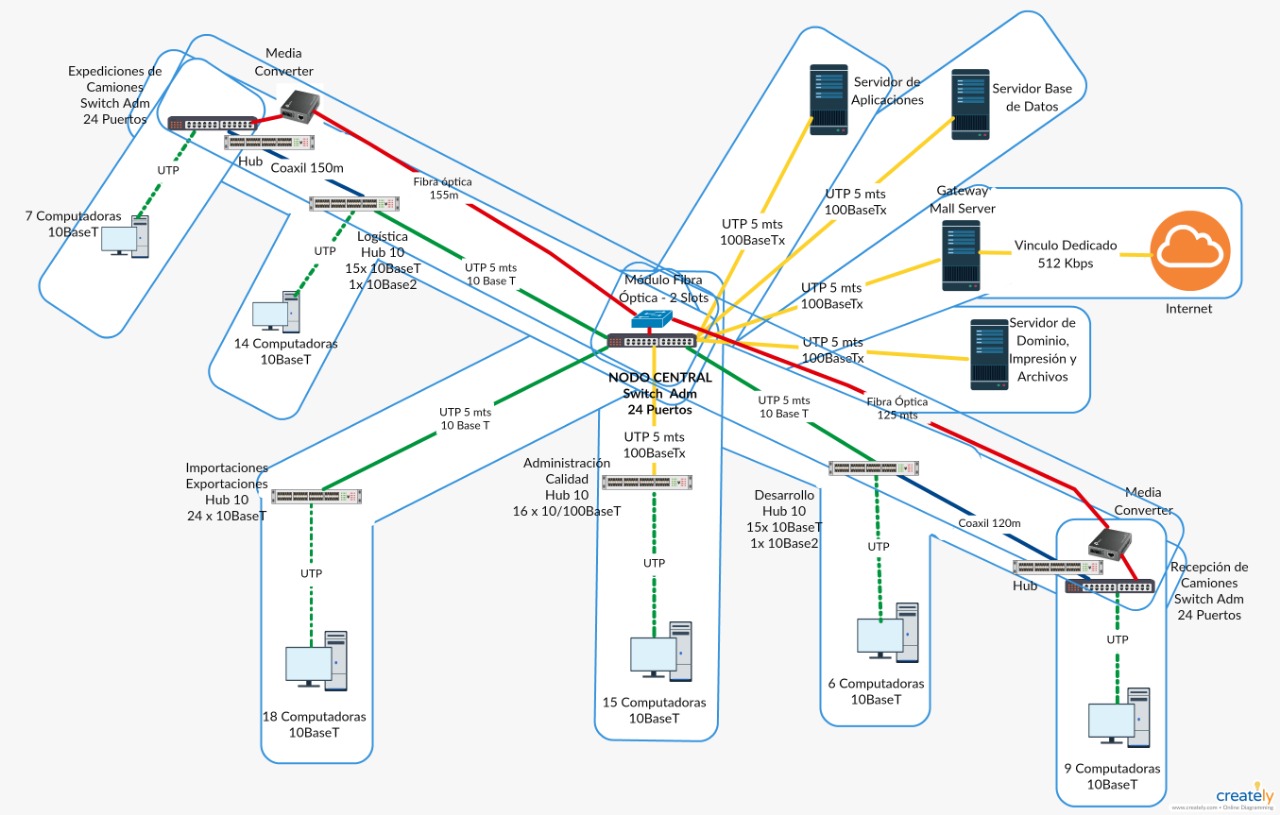 Media
Converter
Expediciones de
Camiones
Switch Adm
24 Puertos
Hub
Coaxil 150m
UTP
7 Computadoras
10BaseT
Fibra óptica
155m
UTP
Logística
Hub 10
15x 10BaseT
1x 10Base2
UTP 5 mts
10 Base T
14 Computadoras
10BaseT
Servidor de
Aplicaciones
Servidor Base
de Datos
UTP 5 mts
100BaseTx
UTP 5 mts
100BaseTx
Gateway
Mall Server
Vinculo Dedicado
512 Kbps
Internet
UTP 5 mts
100BaseTx
Módulo Fibra
Óptica - 2 Slots
UTP 5 mts
100BaseTx
Servidor de
Dominio,
Impresión y
Archivos
NODO CENTRAL
Switch Adm
24 Puertos
Fibra Óptica
125 mts
UTP 5 mts
10 Base T
UTP 5 mts
100BaseTx
UTP 5 mts
10 Base T
Importaciones
Exportaciones
Hub 10
24 x 10BaseT
UTP
18 Computadoras
10BaseT
Administración
Calidad
Hub 10
16 x 10/100BaseT
UTP
15 Computadoras
10BaseT
Desarrollo
Hub 10
15x 10BaseT
1x 10Base2
UTP
6 Computadoras
10BaseT
Coaxil 120m
Media
Converter
Hub
Recepción de
Camiones
Switch Adm
24 Puertos
UTP
9 Computadoras
10BaseT
creately
www.creately.com • Online Diagramming